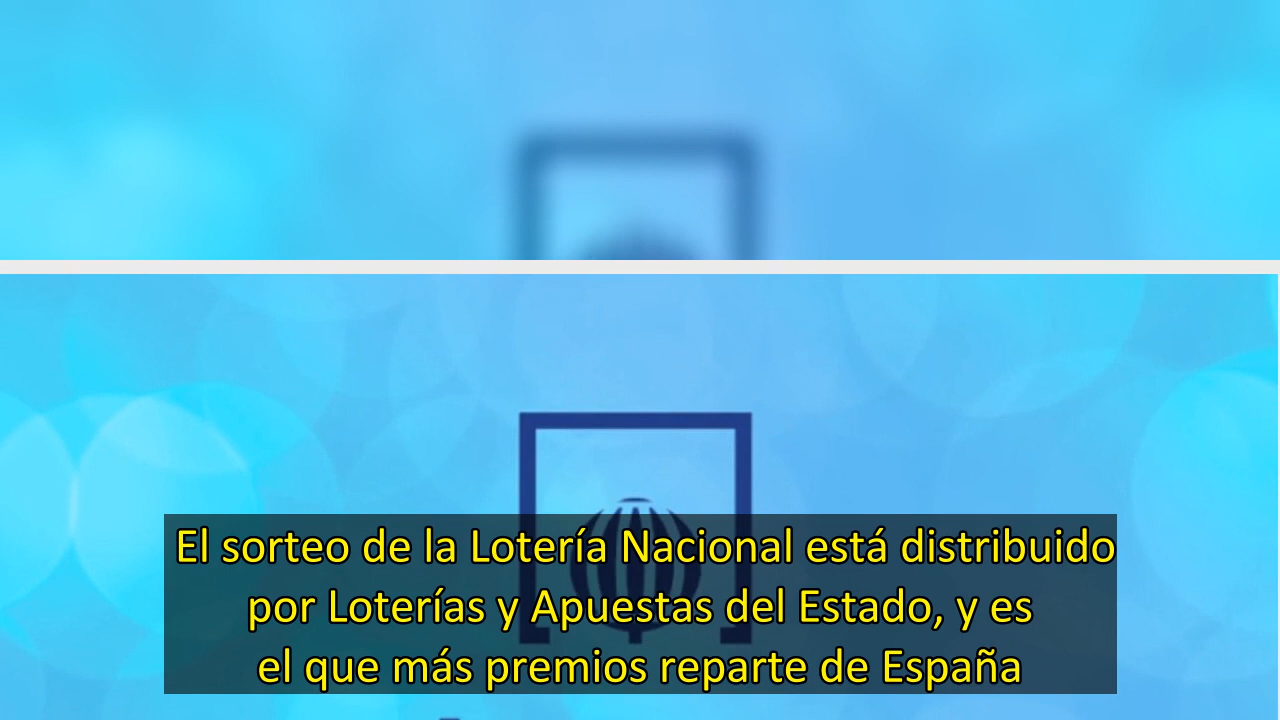 El sorteo de la Lotería Nacional está distribuido
por Loterías y Apuestas del Estado, y es
el que más premios reparte de España